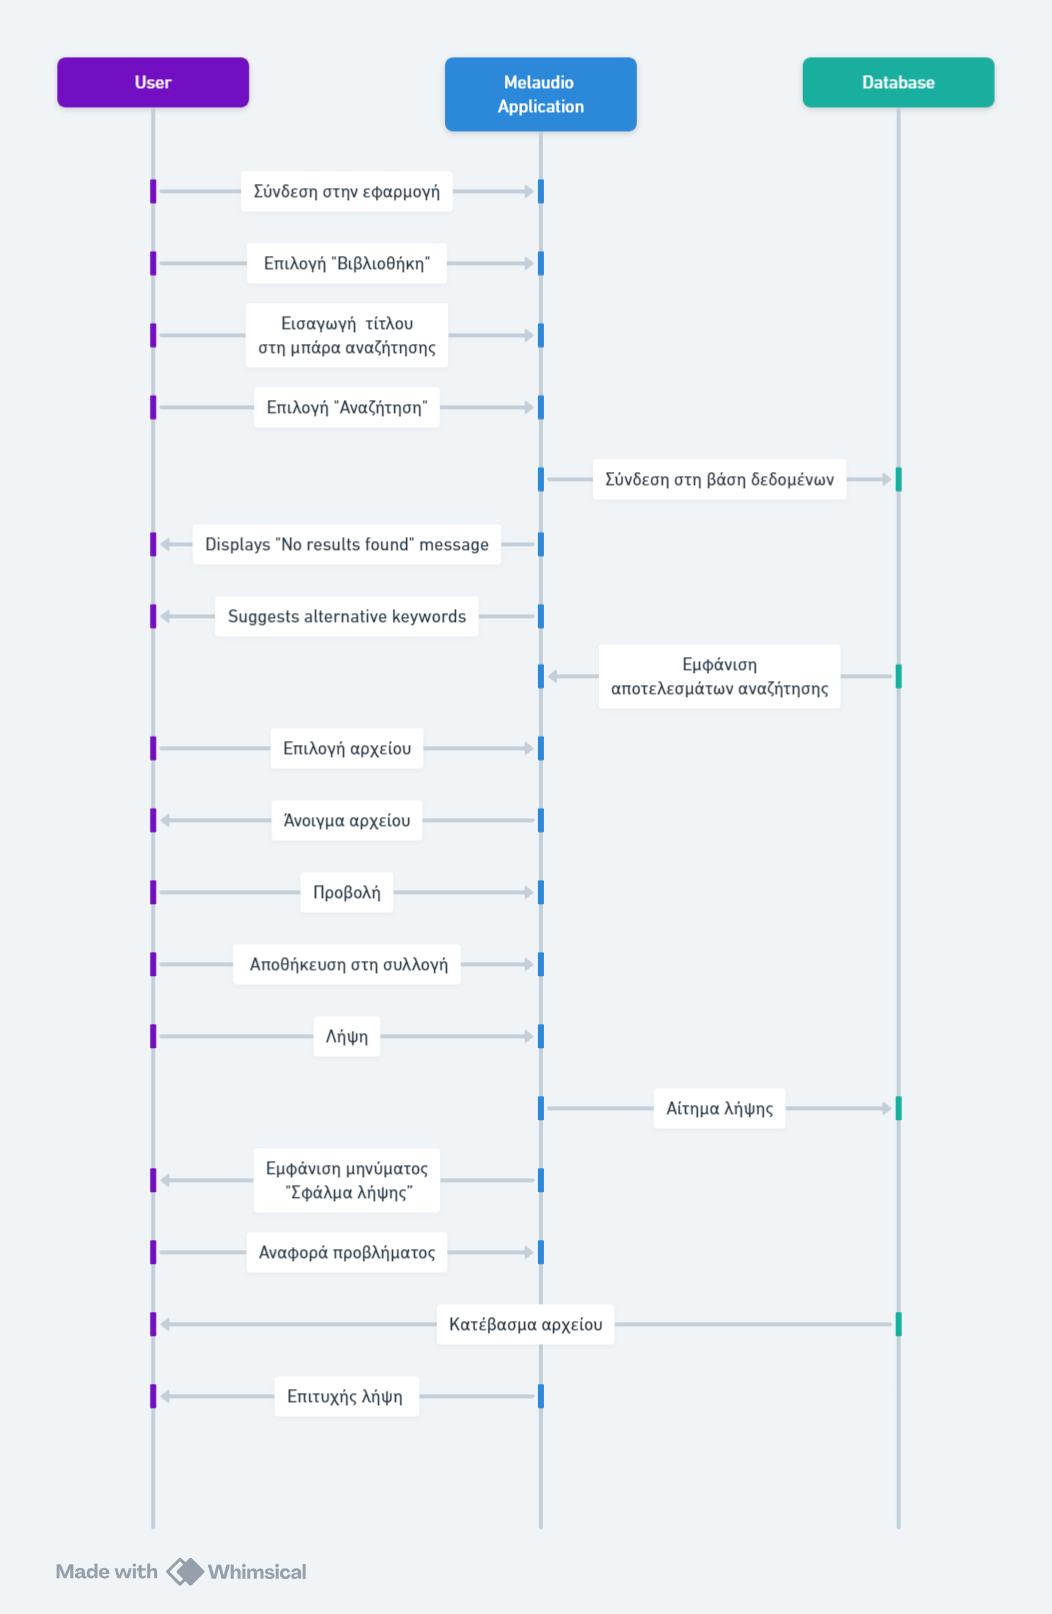 User
Melaudio
Application
Database
Σύνδεση στην εφαρμογή
Επιλογή "Βιβλιοθήκη"
Εισαγωγή  τίτλου
στη μπάρα αναζήτησης
Επιλογή "Αναζήτηση"
Σύνδεση στη βάση δεδομένων
Displays "No results found" message
Suggests alternative keywords
Εμφάνιση
αποτελεσμάτων αναζήτησης
Επιλογή αρχείου
Άνοιγμα αρχείου
Προβολή
Αποθήκευση στη συλλογή
Λήψη
Αίτημα λήψης
Εμφάνιση μηνύματος
"Σφάλμα λήψης”
Αναφορά προβλήματος
Κατέβασμα αρχείου
Επιτυχής λήψη
Made with Whimsical